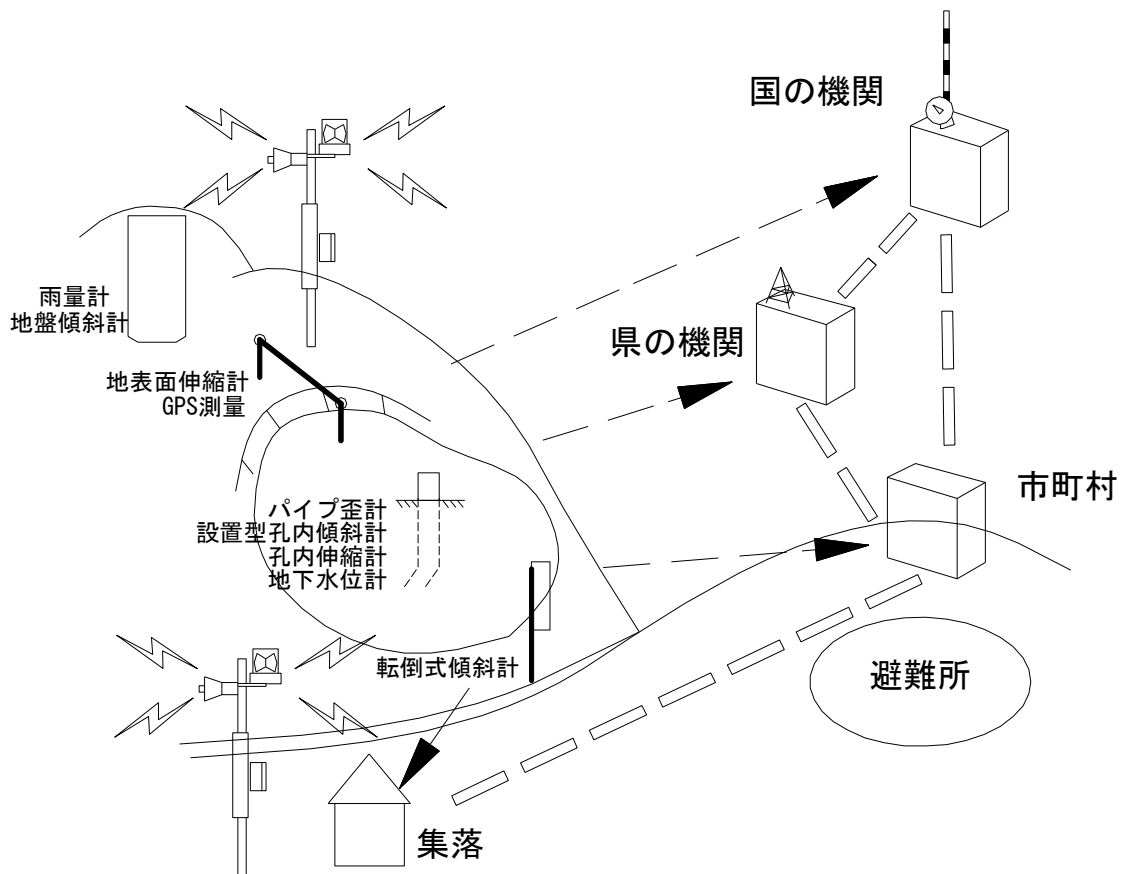 国の機関
雨量計
地盤傾斜計
県の機関
地表面伸縮計
GPS測量
市町村
パイプ歪計
設置型孔内傾斜計
孔内伸縮計
地下水位計
転倒式傾斜計
避難所
集落